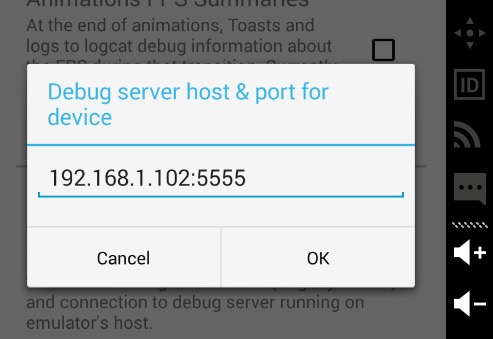 Animations FPS Summaries
At the end of animations, Toasts and
logs to logcat debug information about
the FPS during that transition. Currently
Debug server host & port for
device
192.168.1.102:5555
Cancel
OK
and connection to debug server running on
emulator's host.
ID